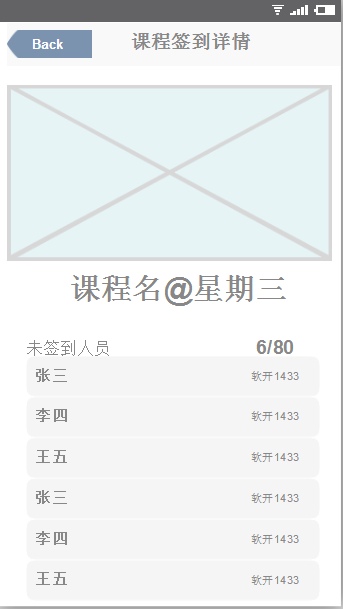 Back 课程签到详情
课程名@星期三
未签到人员 6/80
张三 软开1433
李四 软开1433
王五 软开1433
张三 软开1433
李四 软开1433
王五 软开1433